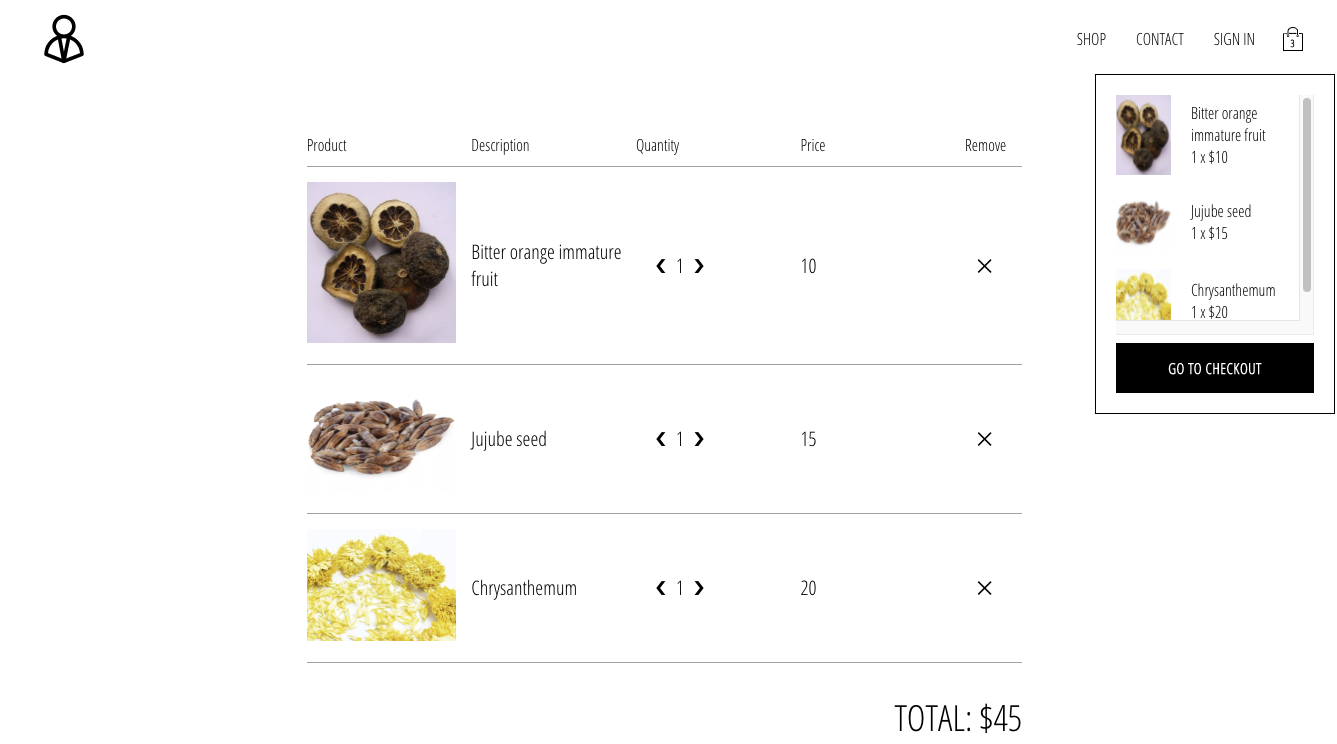 SHOP CONTACT SIGN IN 3
Product Description Quantity Price Remove
Bitter orange immature
fruit
❮ 1 ❯ 10 ✕
Jujube seed ❮ 1 ❯ 15 ✕
Chrysanthemum ❮ 1 ❯ 20 ✕
TOTAL: $45
Bitter orange
immature fruit
1 x $10
Jujube seed
1 x $15
Chrysanthemum
1 x $20
GO TO CHECKOUT